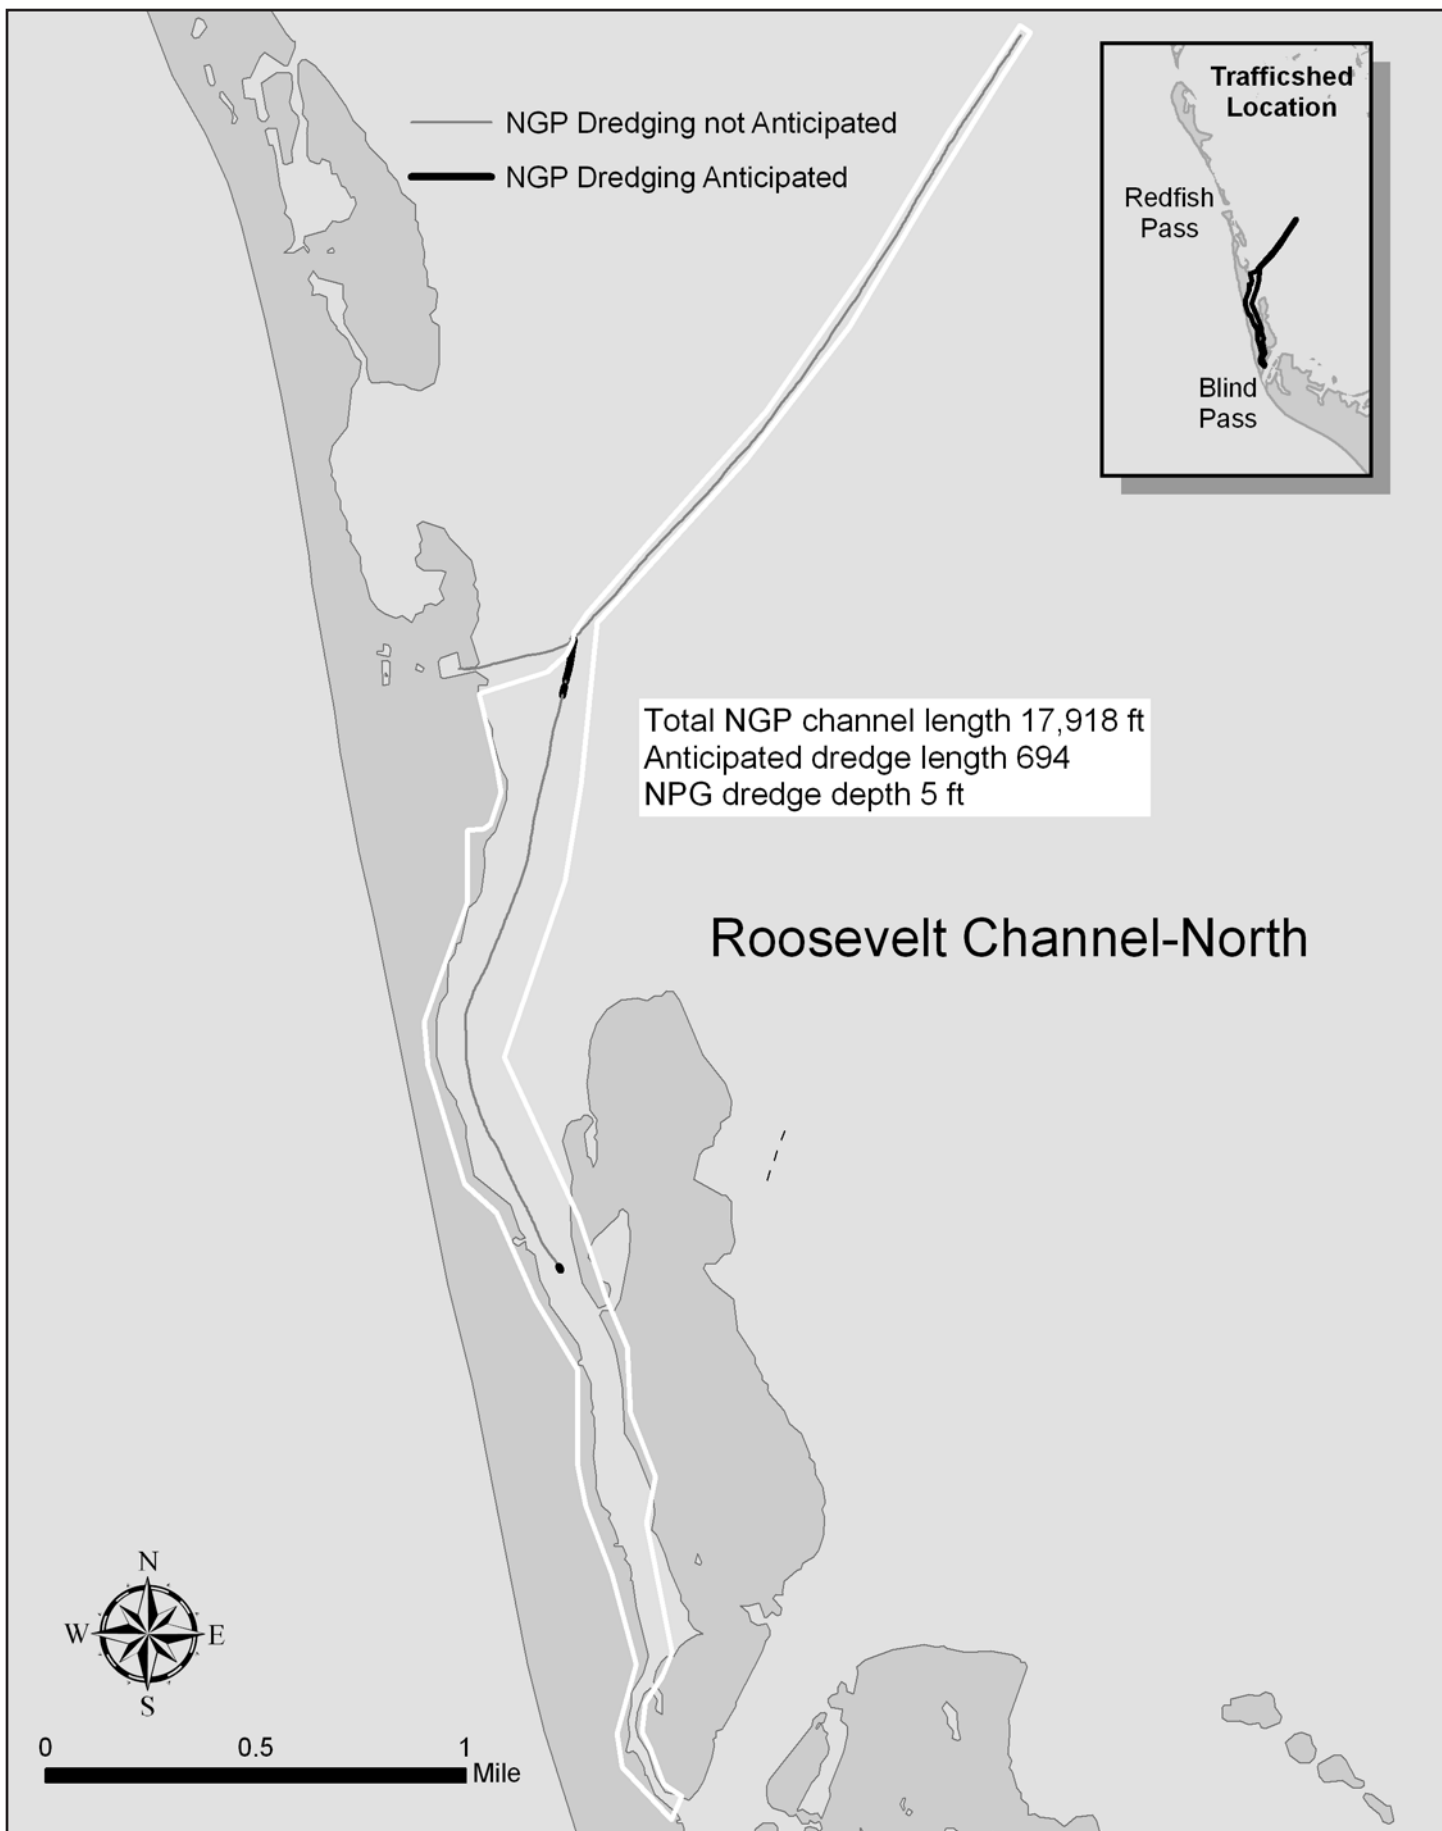 NGP Dredging not Anticipated
NGP Dredging Anticipated
Trafficshed
Location
Redfish
Pass
Blind
Pass
Total NGP channel length 17,918 ft
Anticipated dredge length 694
NPG dredge depth 5 ft
Roosevelt Channel-North
N
W
E
S
0 0.5 1
Mile